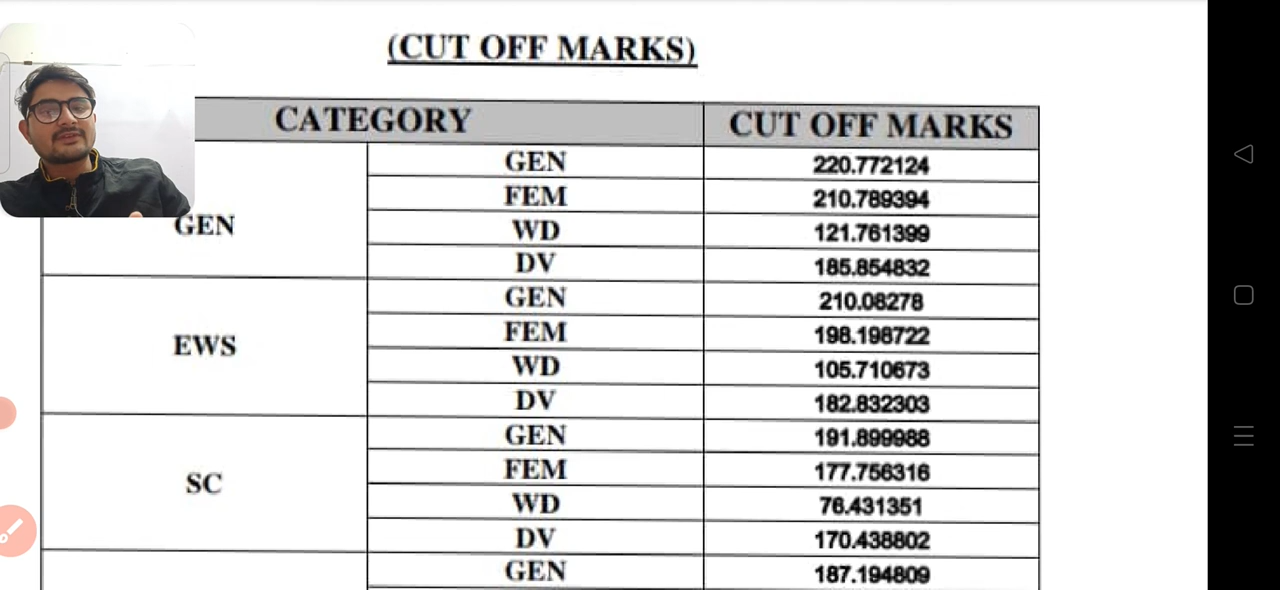 (CUT OFF MARKS)
CATEGORY CUT OFF MARKS
GEN GEN 220.772124
FEM 210.789394
WD 121.761399
DV 185.854832
EWS GEN 210.08278
FEM 198.198722
WD 105.710673
DV 182.832303
SC GEN 191.899988
FEM 177.756316
WD 76.431351
DV 170.438802
GEN 187.194809